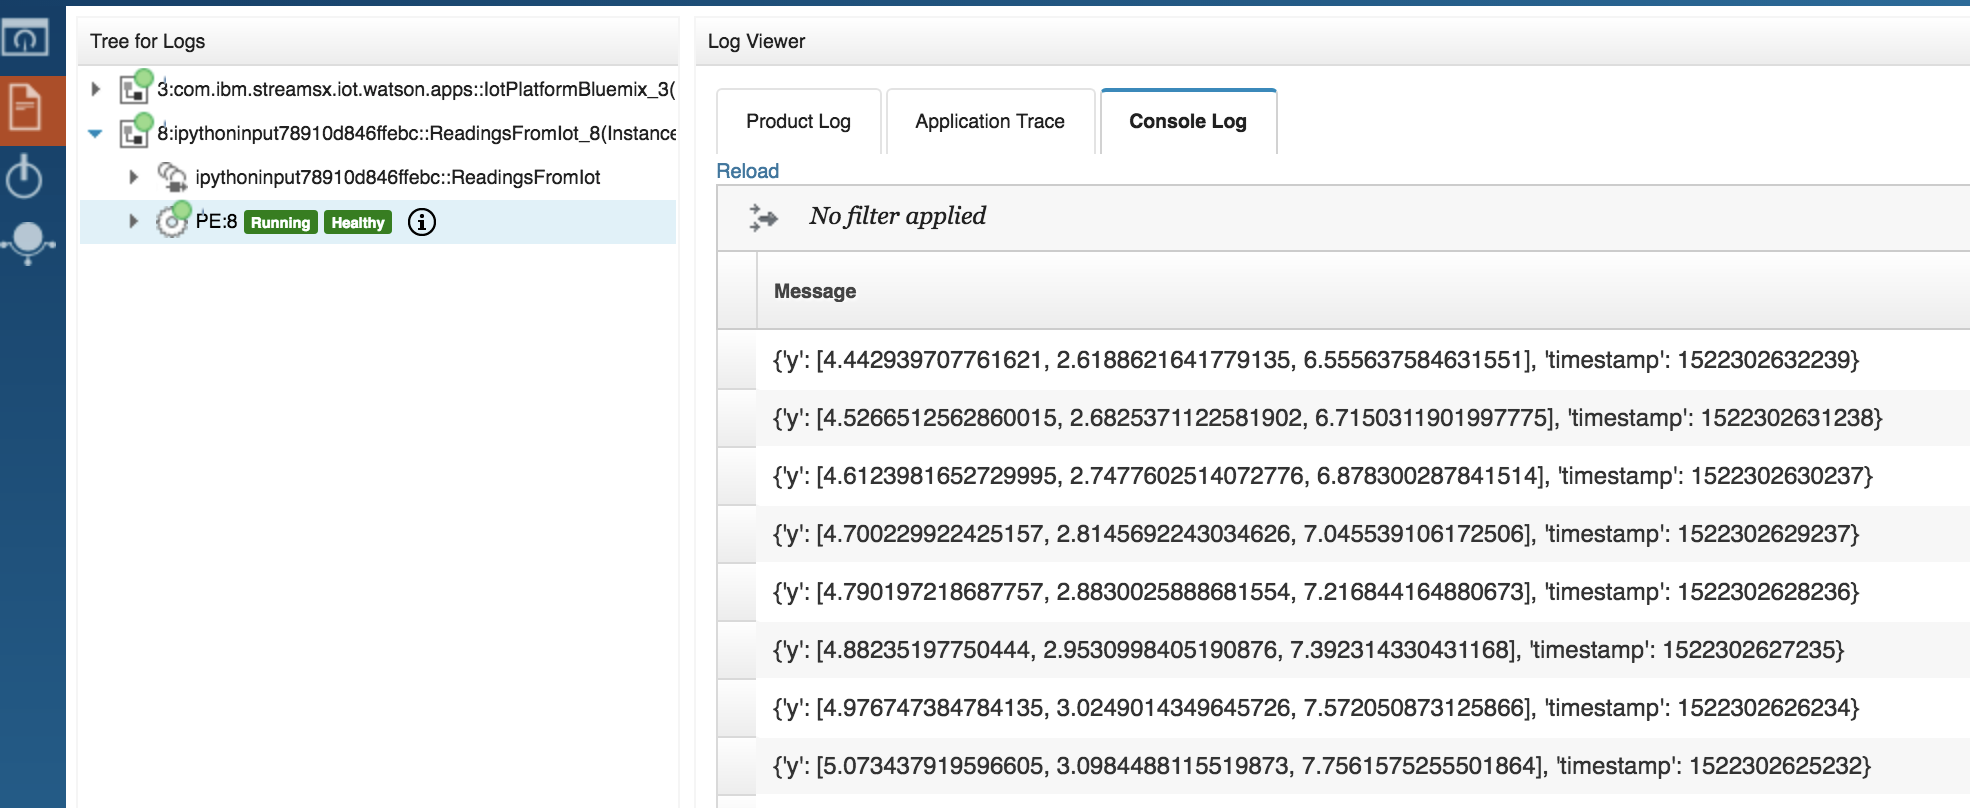 Tree for Logs
3:com.ibm.streamsx.iot.watson.apps::IotPlatformBluemix_3(
8:ipythoninput78910d846ffebc::ReadingsFromIot_8(Instance
ipythoninput78910d846ffebc::ReadingsFromIot
PE:8 Running Healthy
Log Viewer
Product Log Application Trace Console Log
Reload
No filter applied
Message
{'y': [4.442939707761621, 2.6188621641779135, 6.555637584631551], 'timestamp': 1522302632239}
{'y': [4.5266512562860015, 2.6825371122581902, 6.7150311901997775], 'timestamp': 1522302631238}
{'y': [4.6123981652729995, 2.7477602514072776, 6.878300287841514], 'timestamp': 1522302630237}
{'y': [4.700229922425157, 2.8145692243034626, 7.045539106172506], 'timestamp': 1522302629237}
{'y': [4.790197218687757, 2.8830025888681554, 7.216844164880673], 'timestamp': 1522302628236}
{'y': [4.88235197750444, 2.9530998405190876, 7.392314330431168], 'timestamp': 1522302627235}
{'y': [4.976747384784135, 3.0249014349645726, 7.572050873125866], 'timestamp': 1522302626234}
{'y': [5.073437919596605, 3.0984488115519873, 7.7561575255501864], 'timestamp': 1522302625232}